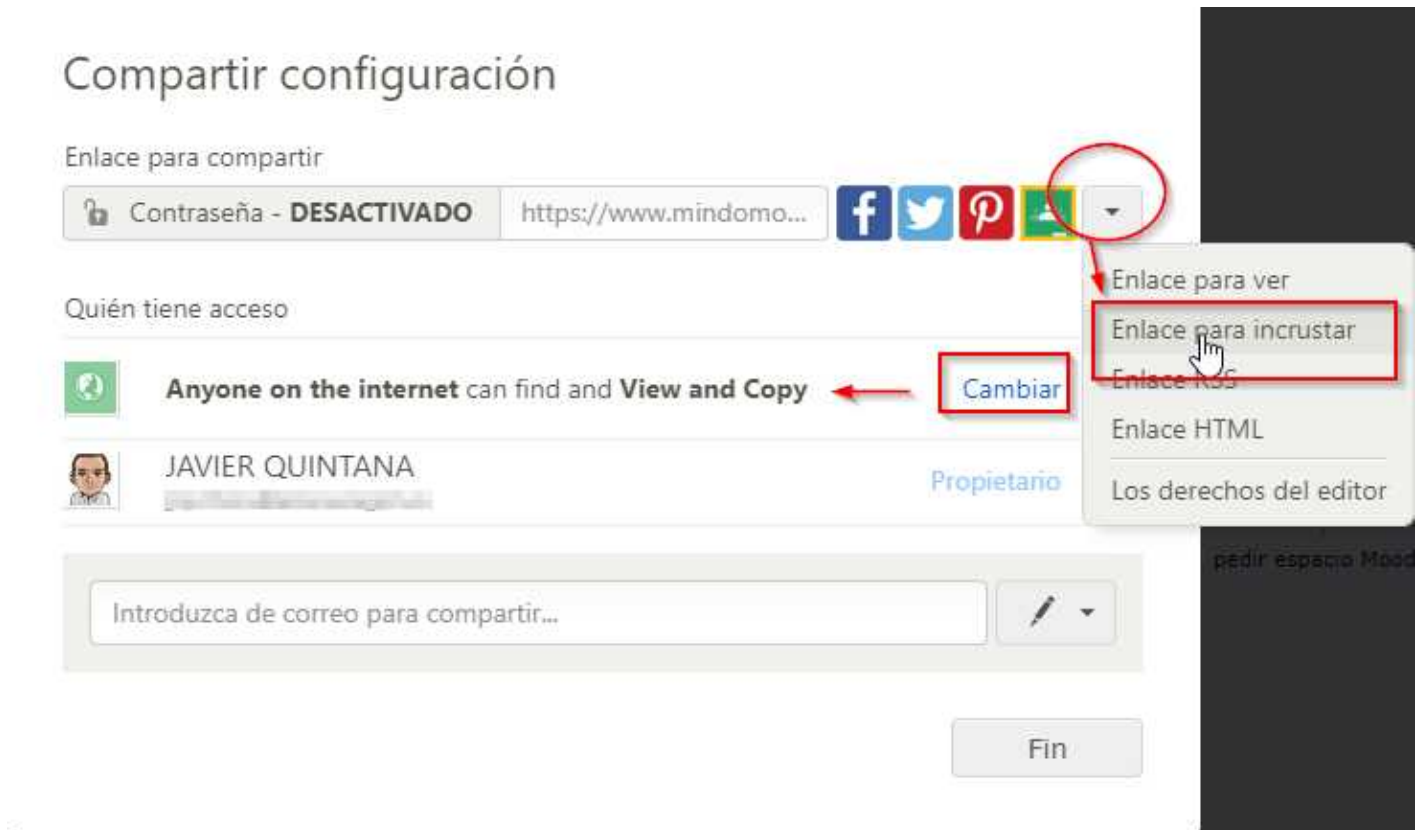 Compartir configuración
Enlace para compartir
Contraseña - DESACTIVADO https://www.mindomo...
Enlace para ver
Quién tiene acceso
Enlace para incrustar
Anyone on the internet can find and View and Copy Cambiar
Enlace RSS
Enlace HTML
JAVIER QUINTANA
Propietario
Los derechos del editor
pedir espacio Mood
Introduzca de correo para compartir...
Fin